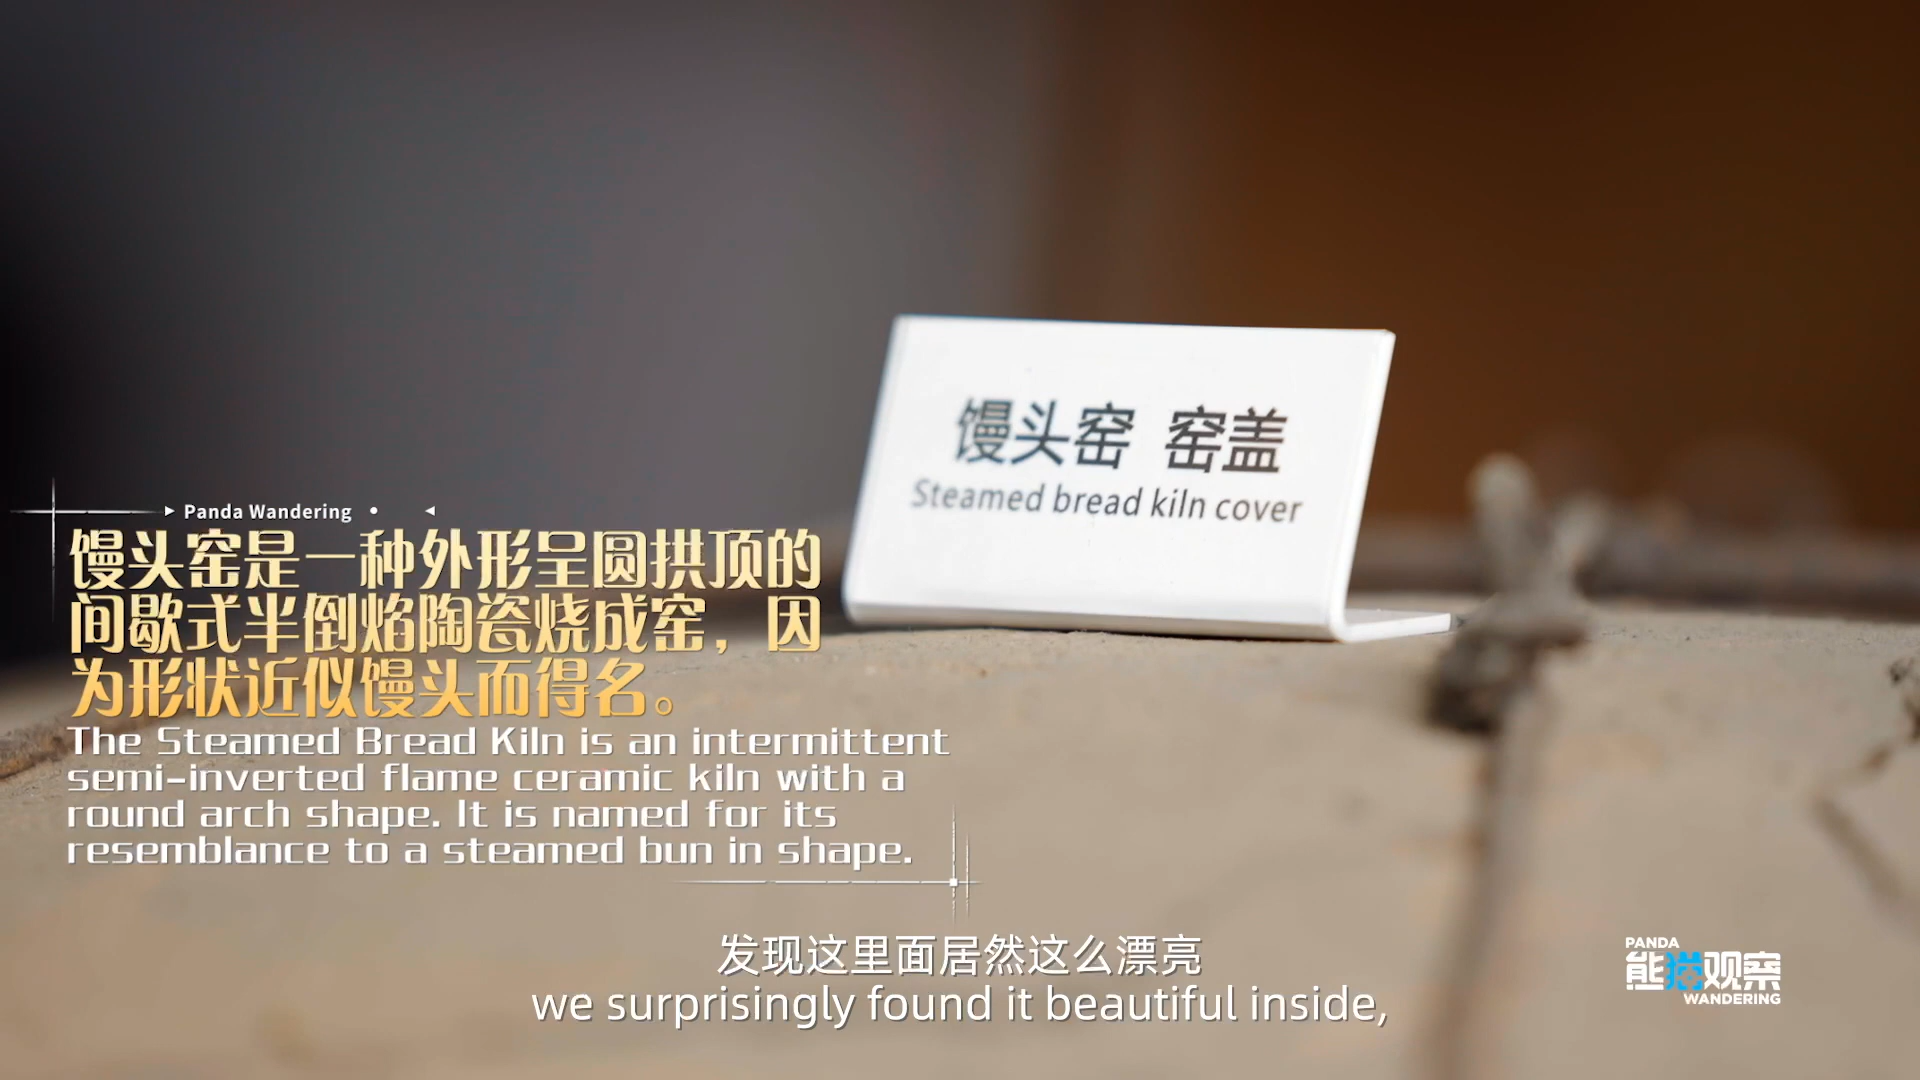 馒头窑 窑盖
Steamed bread kiln cover
Panda Wandering
馒头窑是一种外形呈圆拱顶的
间歇式半倒焰陶瓷烧成窑，因
为形状近似馒头而得名。
The Steamed Bread Kiln is an intermittent
semi-inverted flame ceramic kiln with a
round arch shape. It is named for its
resemblance to a steamed bun in shape.
发现这里面居然这么漂亮
we surprisingly found it beautiful inside,
PANDA
熊猫观察
WANDERING